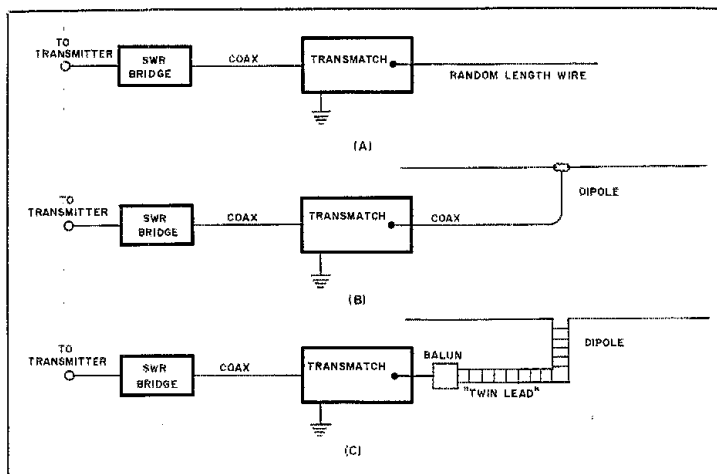 TO
TRANSMITTER
SWR
BRIDGE
COAX
TRANSMATCH
RANDOM LENGTH WIRE
(A)
TO
TRANSMITTER
SWR
BRIDGE
COAX
TRANSMATCH
COAX
DIPOLE
(B)
TO
TRANSMITTER
SWR
BRIDGE
COAX
TRANSMATCH
BALUN
"TWIN LEAD"
DIPOLE
(C)